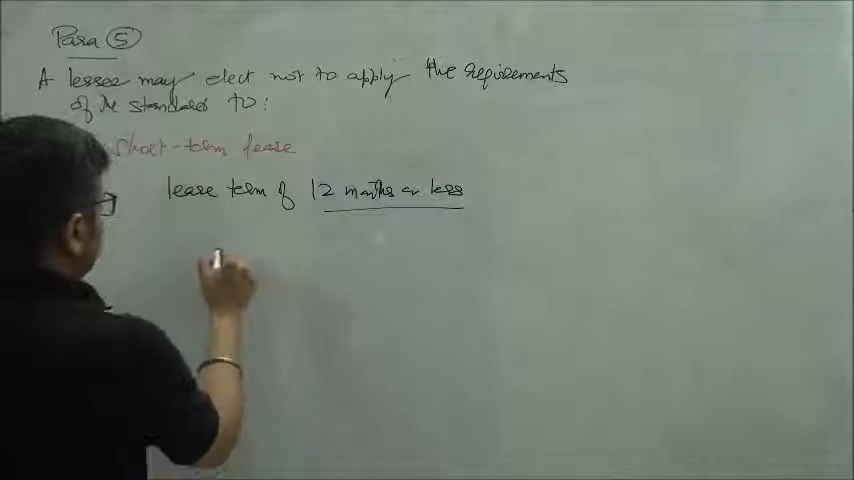 Para 5
A lessee may elect not to apply the requirements
of the standard to:
short-term lease
lease term of 12 months or less